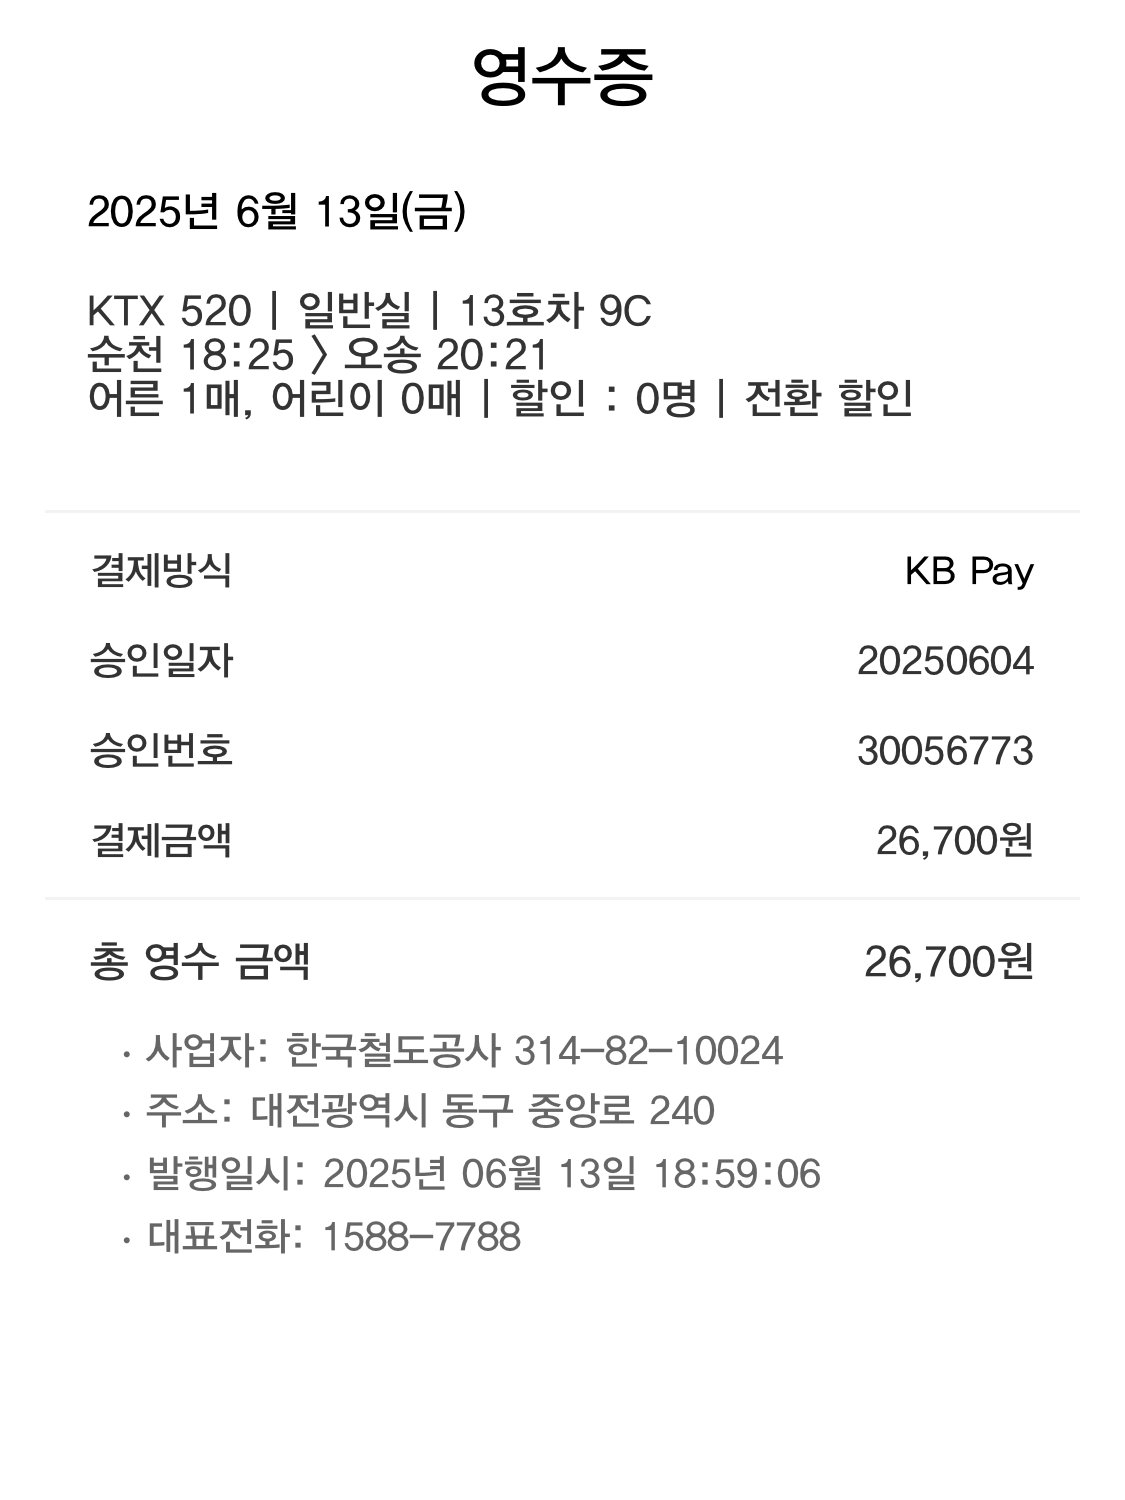 영수증
2025년 6월 13일(금)
KTX 520 | 일반실 | 13호차 9C
순천 18:25 〉 오송 20:21
어른 1매, 어린이 0매 | 할인 : 0명 | 전환 할인
결제방식 KB Pay
승인일자 20250604
승인번호 30056773
결제금액 26,700원
총 영수 금액 26,700원
· 사업자: 한국철도공사 314-82-10024
· 주소: 대전광역시 동구 중앙로 240
· 발행일시: 2025년 06월 13일 18:59:06
· 대표전화: 1588-7788